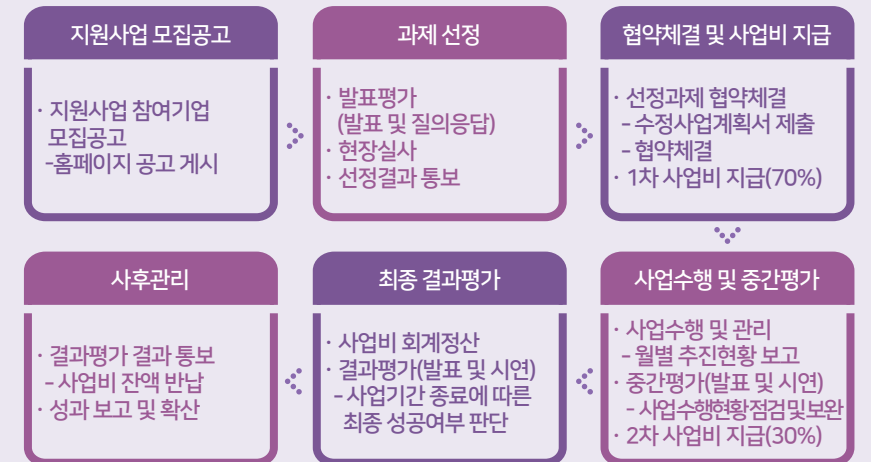 지원사업 모집공고
· 지원사업 참여기업
모집공고
-홈페이지 공고 게시
과제 선정
· 발표평가
(발표 및 질의응답)
· 현장실사
· 선정결과 통보
협약체결 및 사업비 지급
· 선정과제 협약체결
- 수정사업계획서 제출
- 협약체결
· 1차 사업비 지급(70%)
사업수행 및 중간평가
· 사업수행 및 관리
- 월별 추진현황 보고
· 중간평가(발표 및 시연)
- 사업수행현황점검및보완
· 2차 사업비 지급(30%)
최종 결과평가
· 사업비 회계정산
· 결과평가(발표 및 시연)
- 사업기간 종료에 따른
최종 성공여부 판단
사후관리
· 결과평가 결과 통보
- 사업비 잔액 반납
· 성과 보고 및 확산